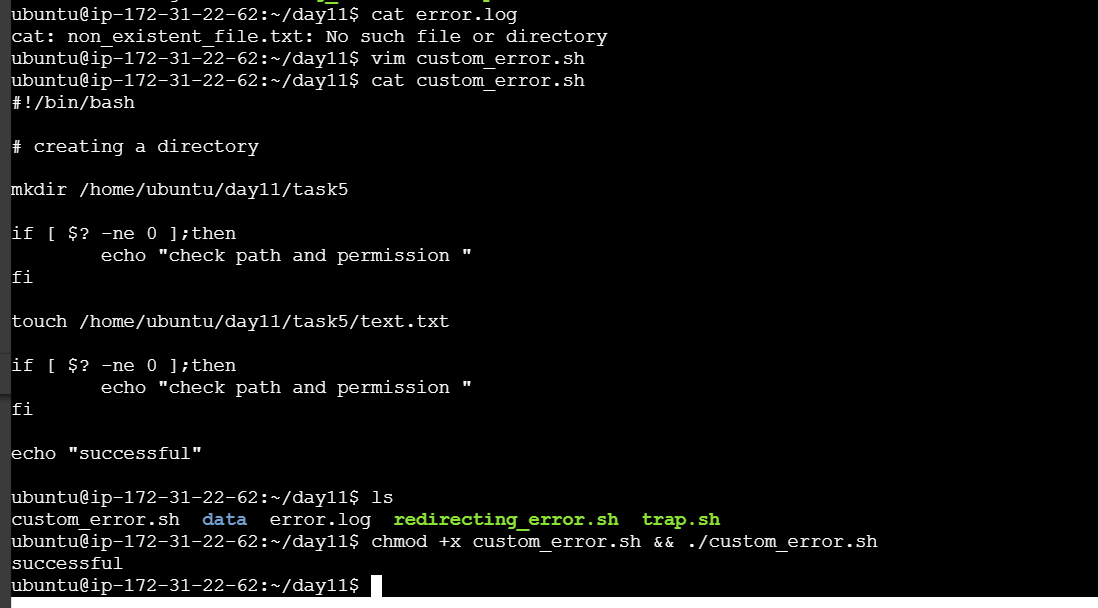 ubuntu@ip-172-31-22-62:~/day11$ cat error.log
cat: non_existent_file.txt: No such file or directory
ubuntu@ip-172-31-22-62:~/day11$ vim custom_error.sh
ubuntu@ip-172-31-22-62:~/day11$ cat custom_error.sh
#!/bin/bash

# creating a directory

mkdir /home/ubuntu/day11/task5

if [ $? -ne 0 ];then
        echo "check path and permission "
fi

touch /home/ubuntu/day11/task5/text.txt

if [ $? -ne 0 ];then
        echo "check path and permission "
fi

echo "successful"

ubuntu@ip-172-31-22-62:~/day11$ ls
custom_error.sh  data  error.log  redirecting_error.sh  trap.sh
ubuntu@ip-172-31-22-62:~/day11$ chmod +x custom_error.sh && ./custom_error.sh
successful
ubuntu@ip-172-31-22-62:~/day11$